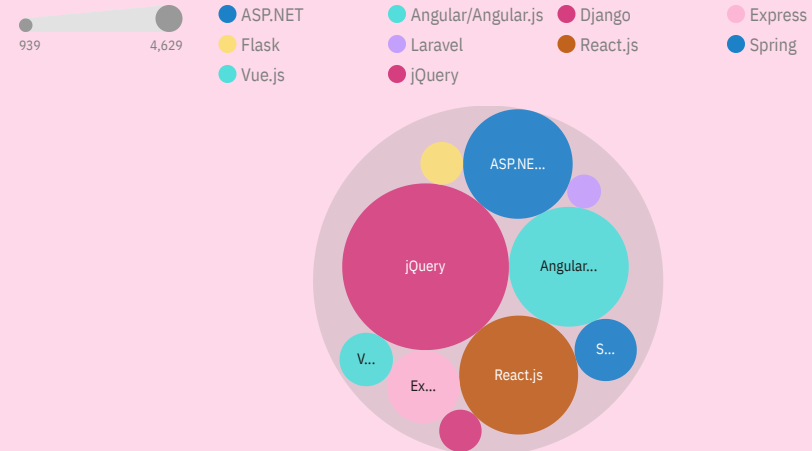 939
4,629
ASP.NET
Angular/Angular.js
Django
Express
Flask
Laravel
React.js
Spring
Vue.js
jQuery
ASP.NE...
jQuery
Angular...
S...
V...
React.js
Ex...